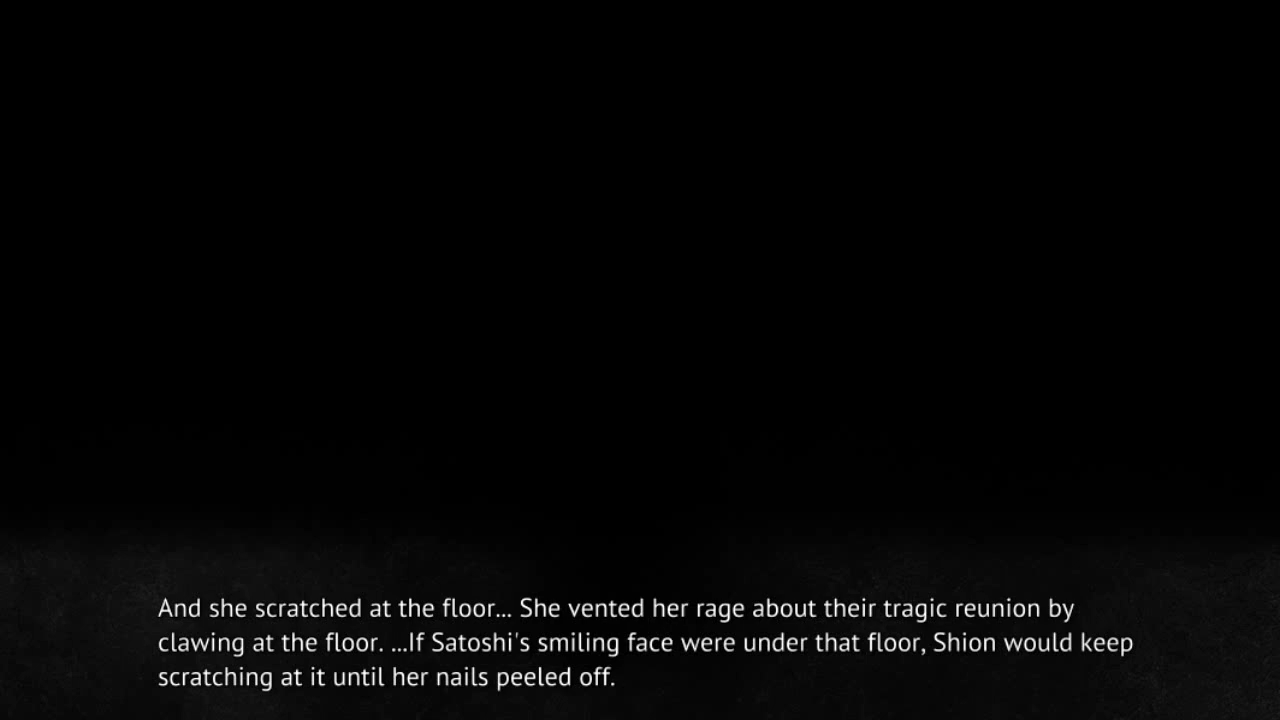 And she scratched at the floor... She vented her rage about their tragic reunion by
clawing at the floor. ...If Satoshi's smiling face were under that floor, Shion would keep
scratching at it until her nails peeled off.